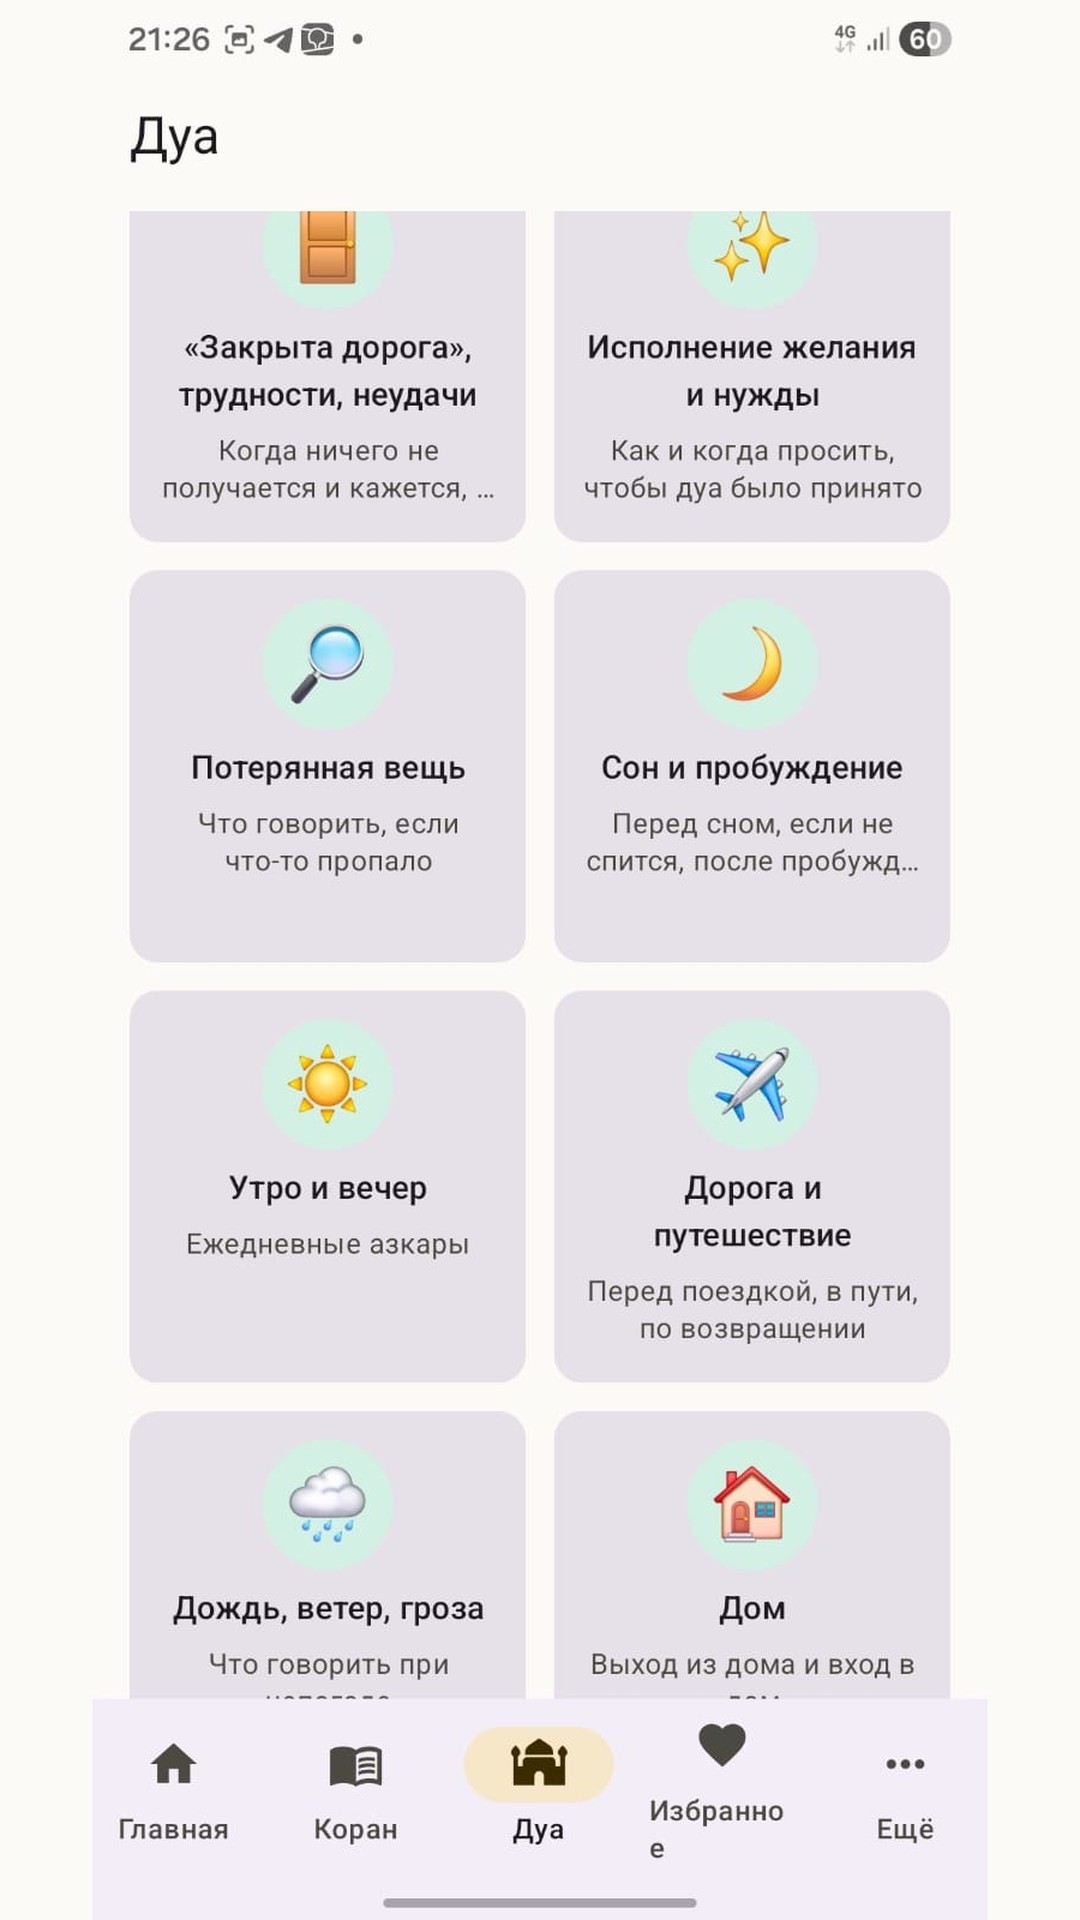 21:26
4G
60
Дуа
«Закрыта дорога»,
трудности, неудачи
Когда ничего не
получается и кажется, ...
Исполнение желания
и нужды
Как и когда просить,
чтобы дуа было принято
Потерянная вещь
Что говорить, если
что-то пропало
Сон и пробуждение
Перед сном, если не
спится, после пробужд...
Утро и вечер
Ежедневные азкары
Дорога и
путешествие
Перед поездкой, в пути,
по возвращении
Дождь, ветер, гроза
Что говорить при
Дом
Выход из дома и вход в
Главная
Коран
Дуа
Избранно
е
Ещё